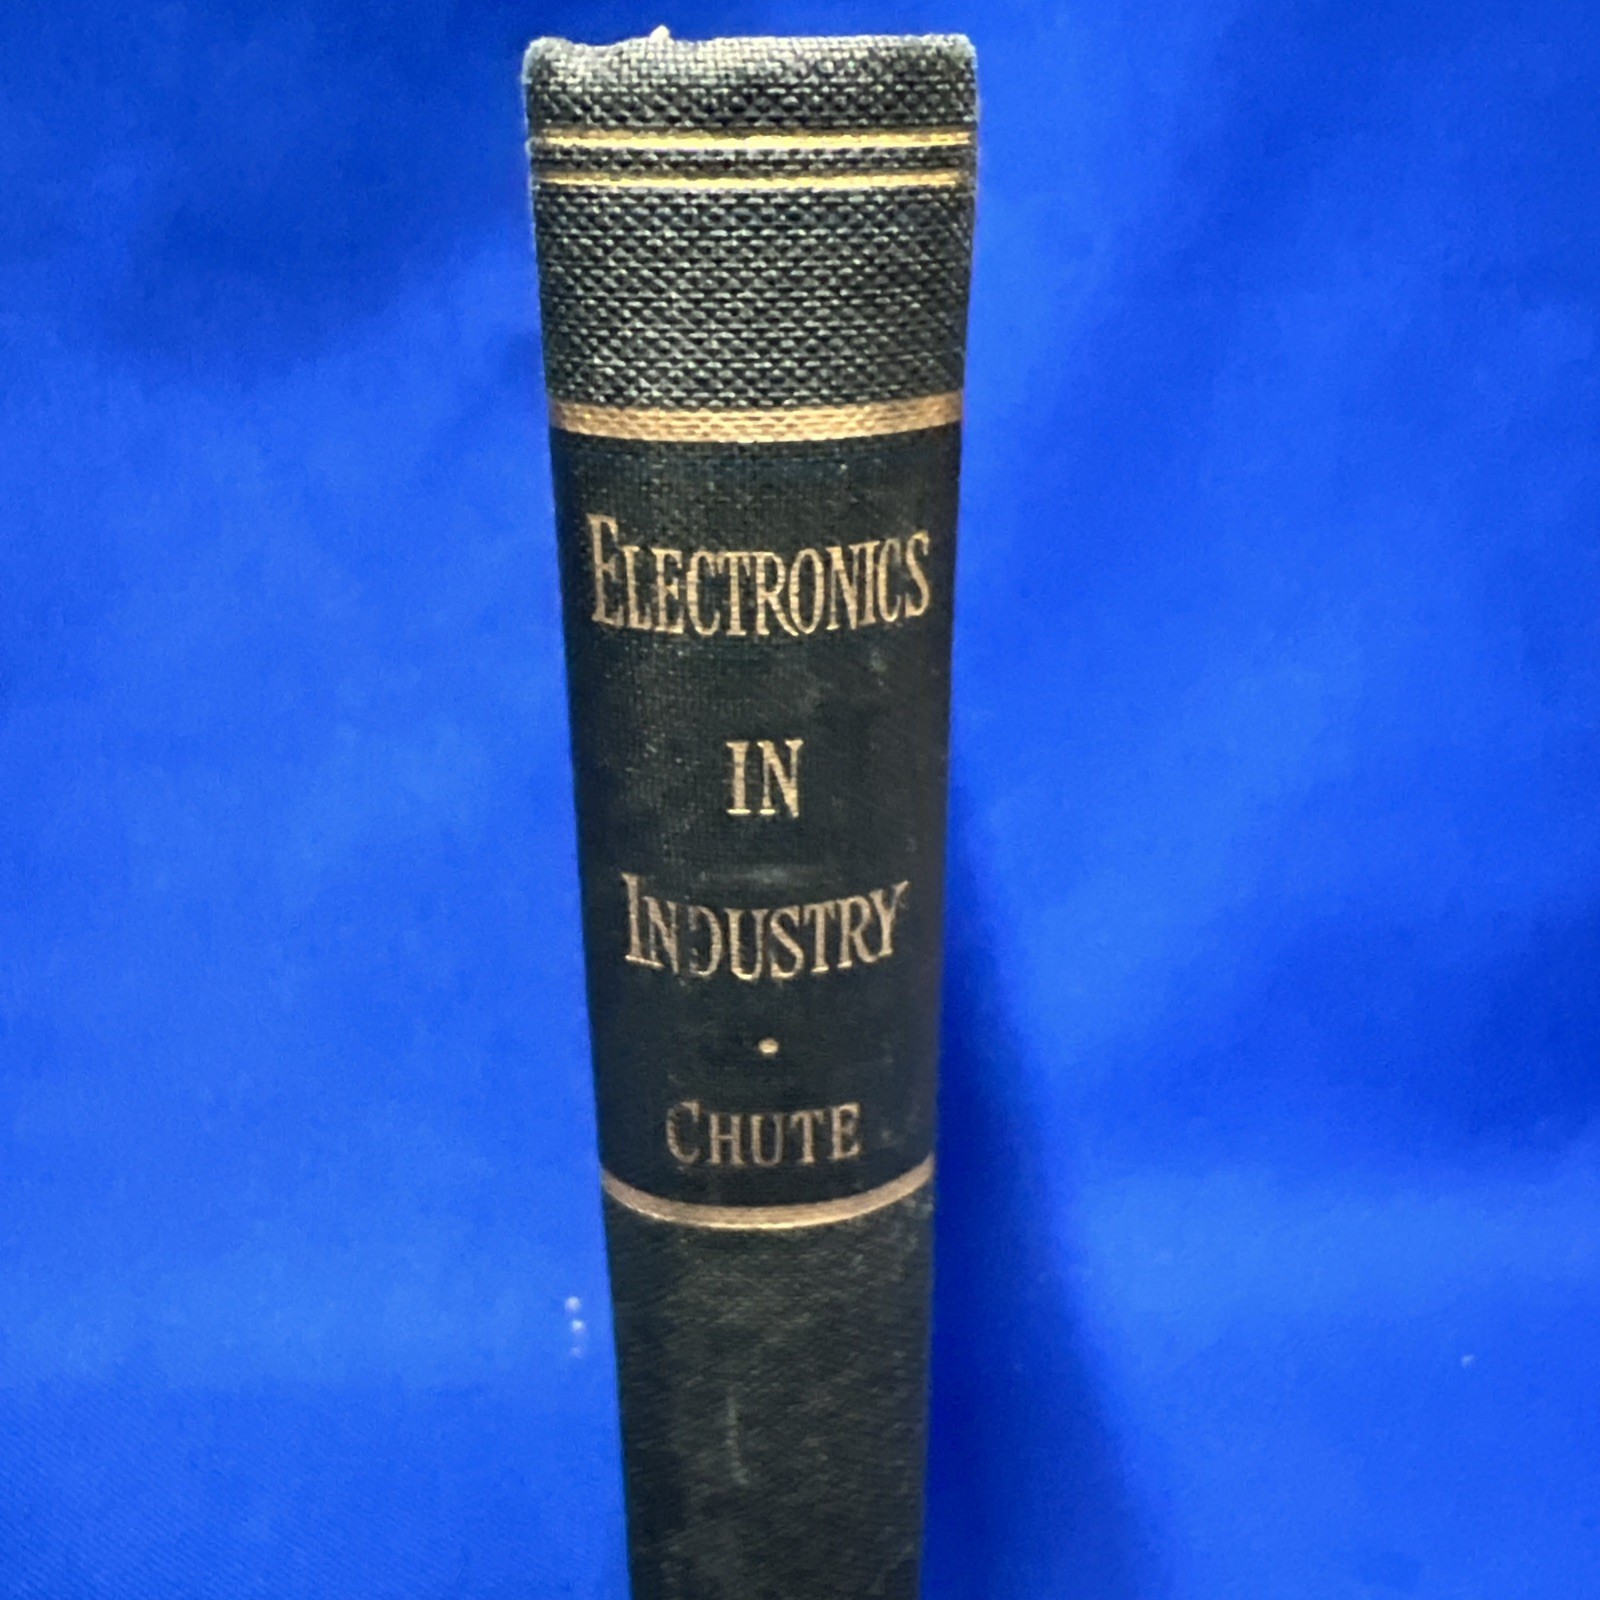 ELECTRONICS
IN
INDUSTRY
•
CHUTE